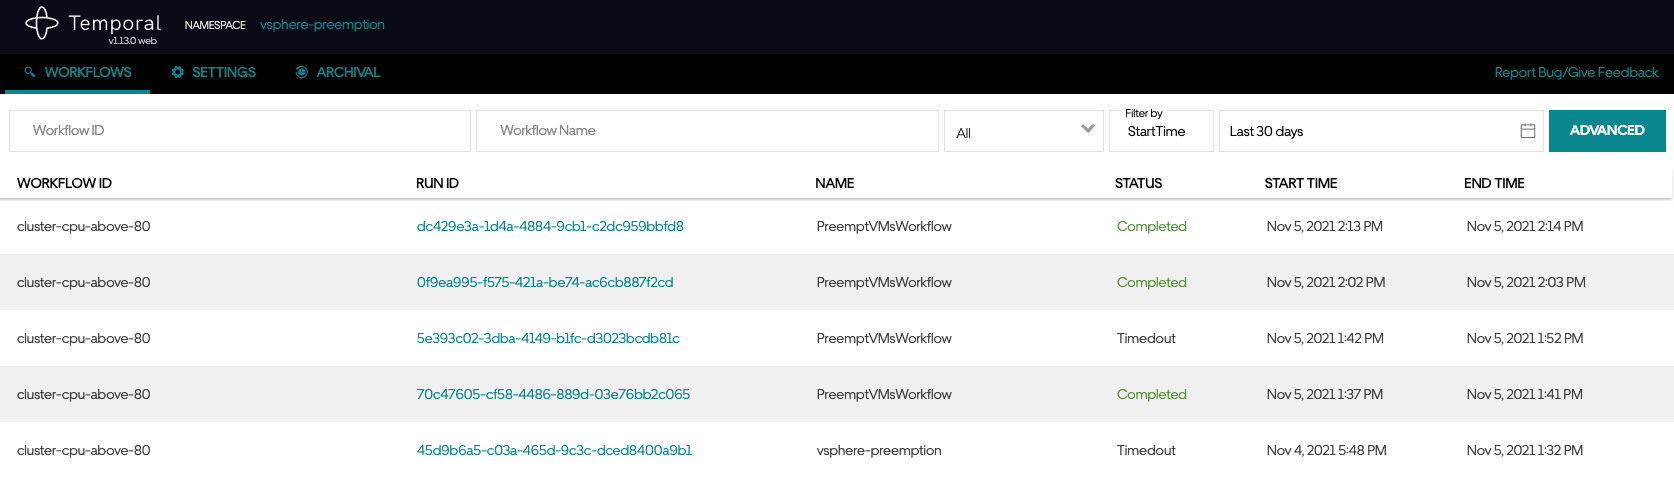 Temporal NAMESPACE vsphere-preemption
v1.13.0 web
WORKFLOWS SETTINGS ARCHIVAL Report Bug/Give Feedback
Filter by
Workflow ID Workflow Name All StartTime Last 30 days ADVANCED
WORKFLOW ID RUN ID NAME STATUS START TIME END TIME
cluster-cpu-above-80 dc429e3a-1d4a-4884-9cb1-c2dc959bbfd8 PreemptVMsWorkflow Completed Nov 5, 2021 2:13 PM Nov 5, 2021 2:14 PM
cluster-cpu-above-80 0f9ea995-f575-421a-be74-ac6cb887f2cd PreemptVMsWorkflow Completed Nov 5, 2021 2:02 PM Nov 5, 2021 2:03 PM
cluster-cpu-above-80 5e393c02-3dba-4149-b1fc-d3023bcdb81c PreemptVMsWorkflow Timedout Nov 5, 2021 1:42 PM Nov 5, 2021 1:52 PM
cluster-cpu-above-80 70c47605-cf58-4486-889d-03e76bb2c065 PreemptVMsWorkflow Completed Nov 5, 2021 1:37 PM Nov 5, 2021 1:41 PM
cluster-cpu-above-80 45d9b6a5-c03a-465d-9c3c-dced8400a9b1 vsphere-preemption Timedout Nov 4, 2021 5:48 PM Nov 5, 2021 1:32 PM